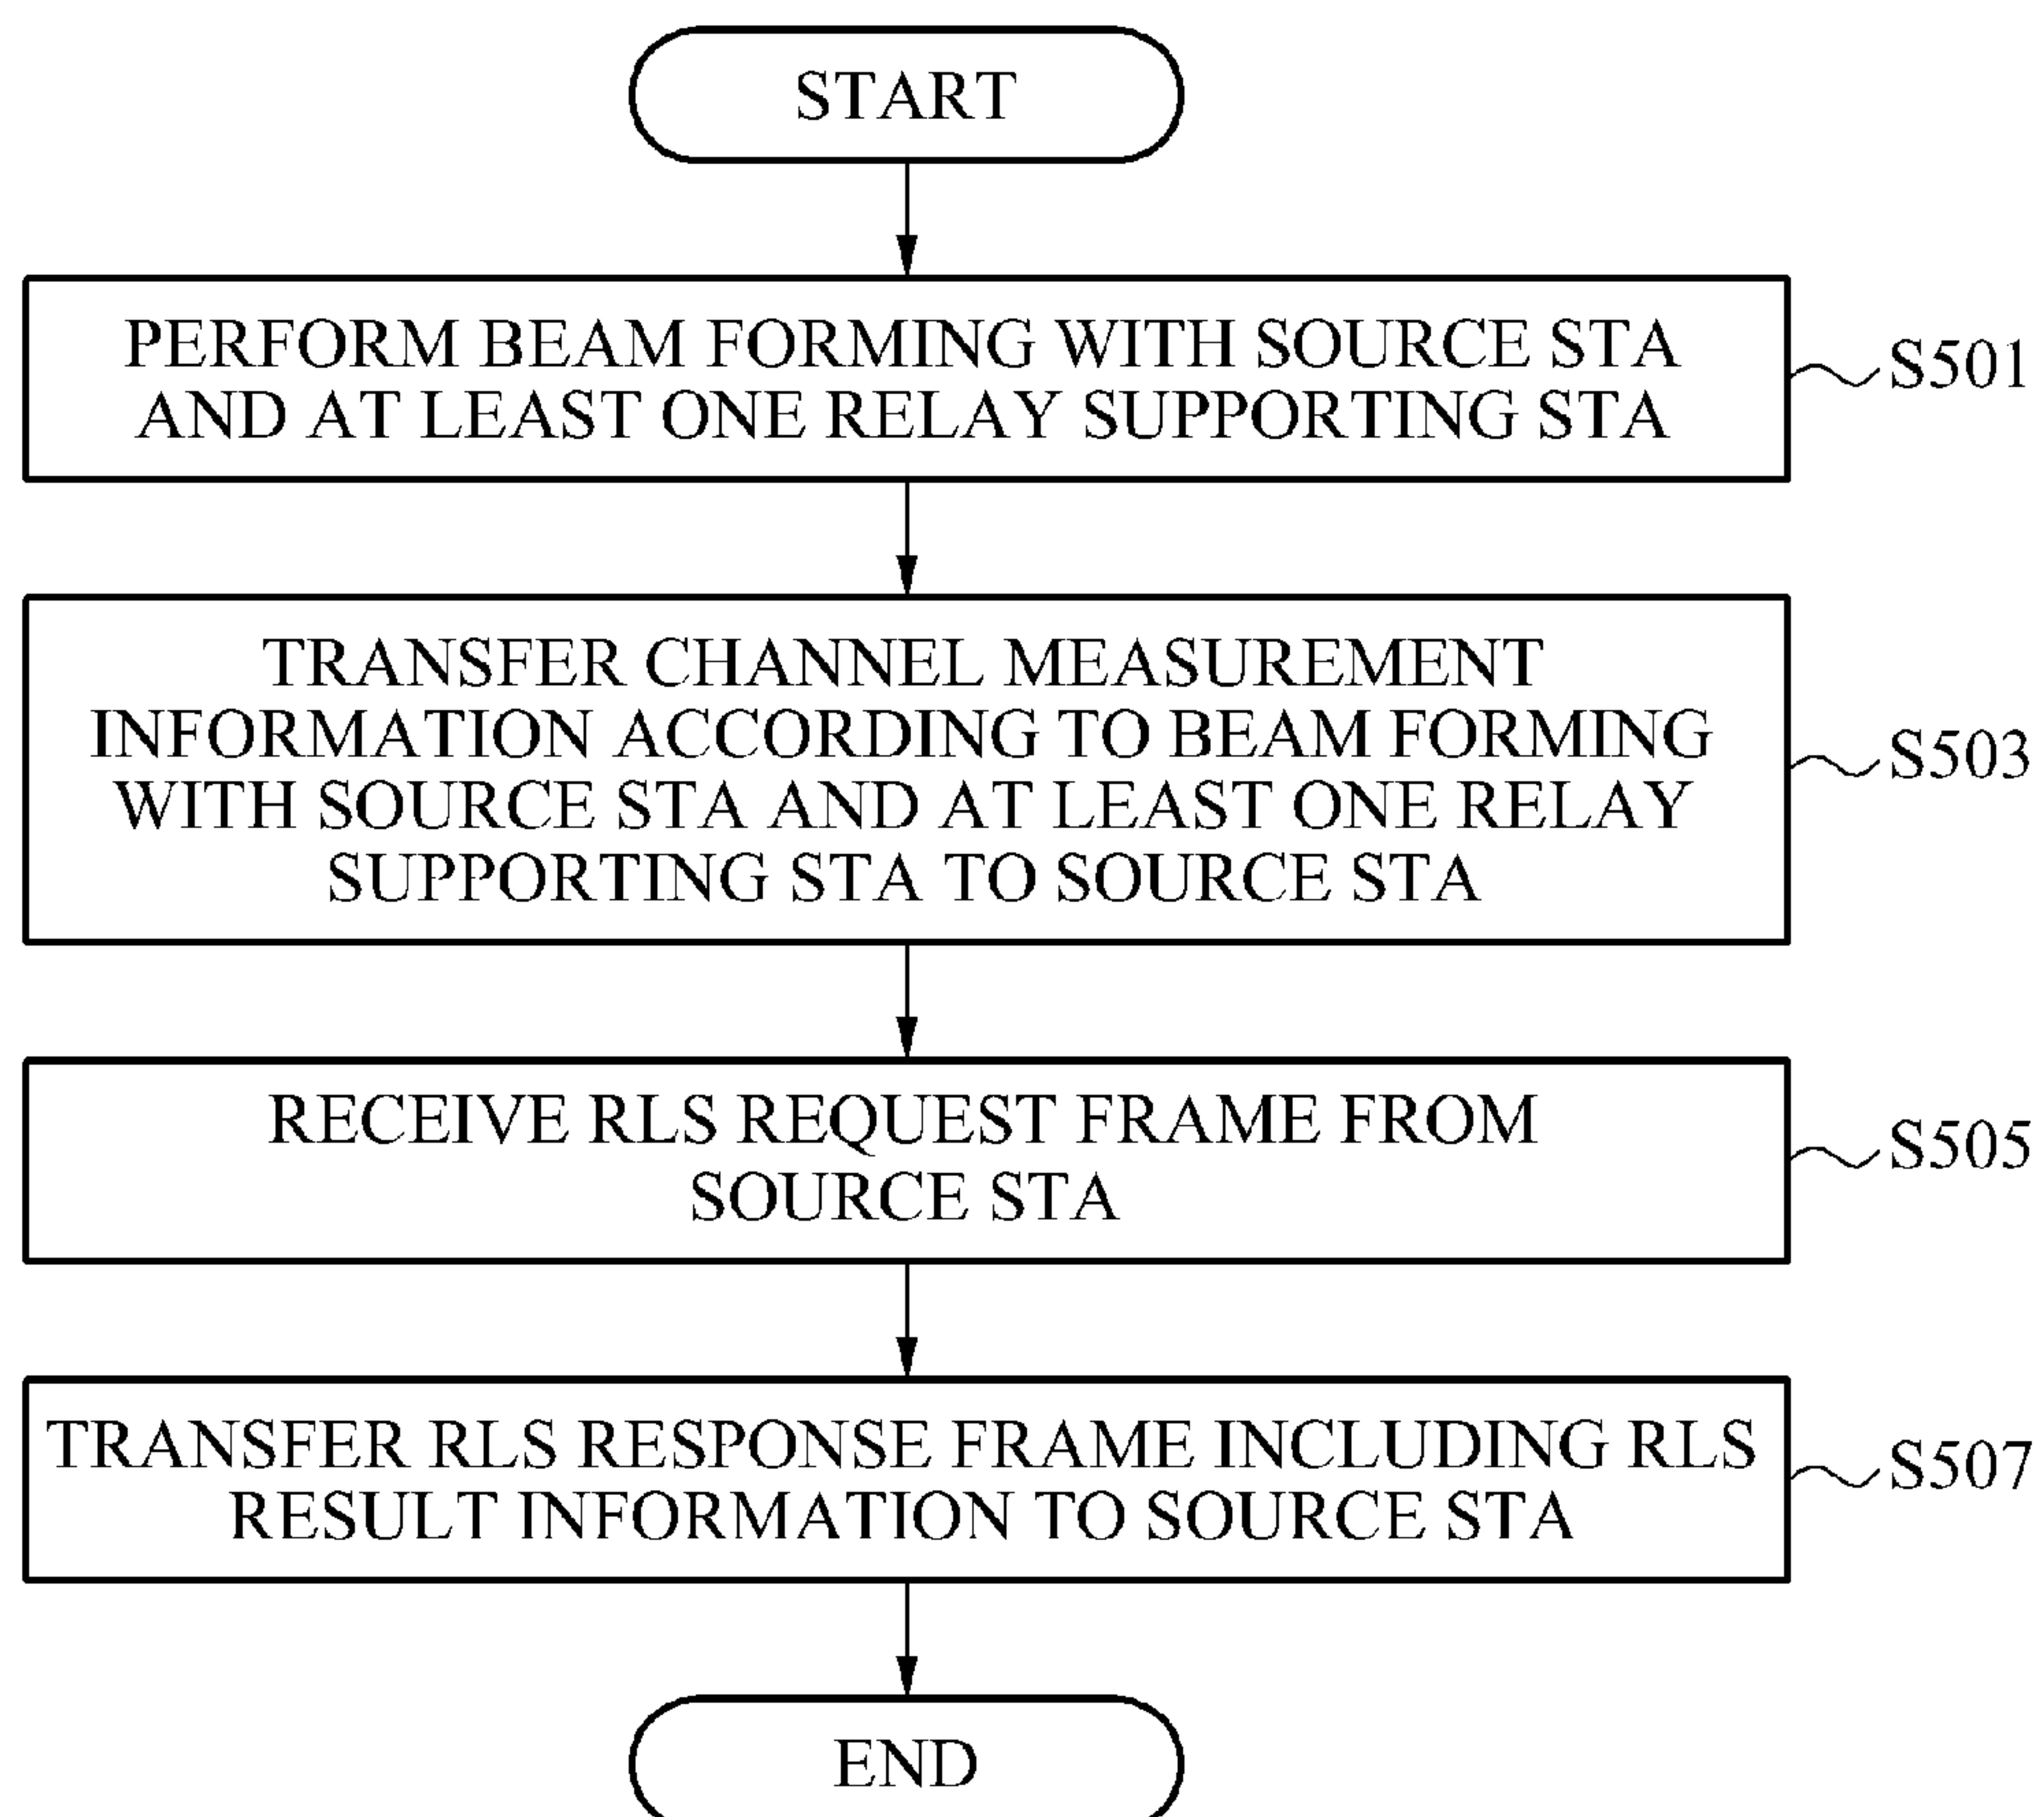 START
PERFORM BEAM FORMING WITH SOURCE STA
AND AT LEAST ONE RELAY SUPPORTING STA
S501
TRANSFER CHANNEL MEASUREMENT
INFORMATION ACCORDING TO BEAM FORMING
WITH SOURCE STA AND AT LEAST ONE RELAY
SUPPORTING STA TO SOURCE STA
S503
RECEIVE RLS REQUEST FRAME FROM
SOURCE STA
S505
TRANSFER RLS RESPONSE FRAME INCLUDING RLS
RESULT INFORMATION TO SOURCE STA
S507
END